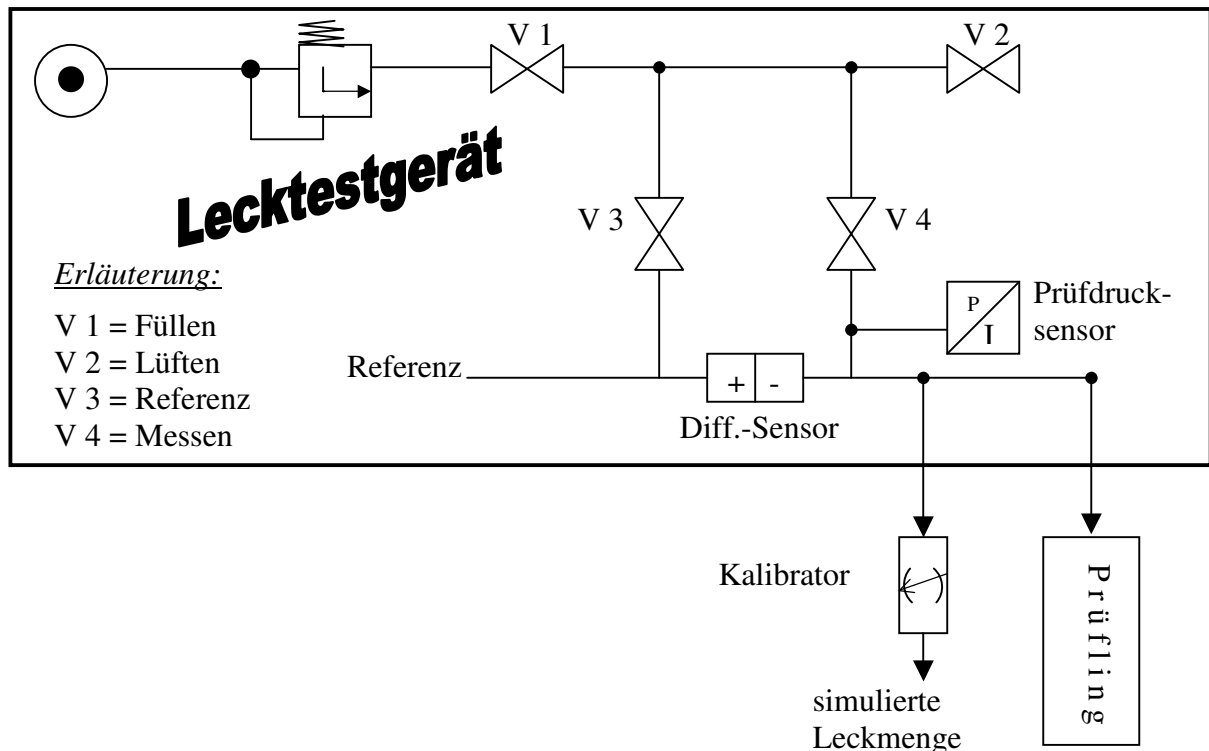 V 1
V 2
Lecktestgerät
V 3
V 4
Erläuterung:
V 1 = Füllen
V 2 = Lüften
V 3 = Referenz
V 4 = Messen
P
I
Prüfdruck-
sensor
Referenz
+ -
Diff.-Sensor
Kalibrator
Prüfling
simulierte
Leckmenge